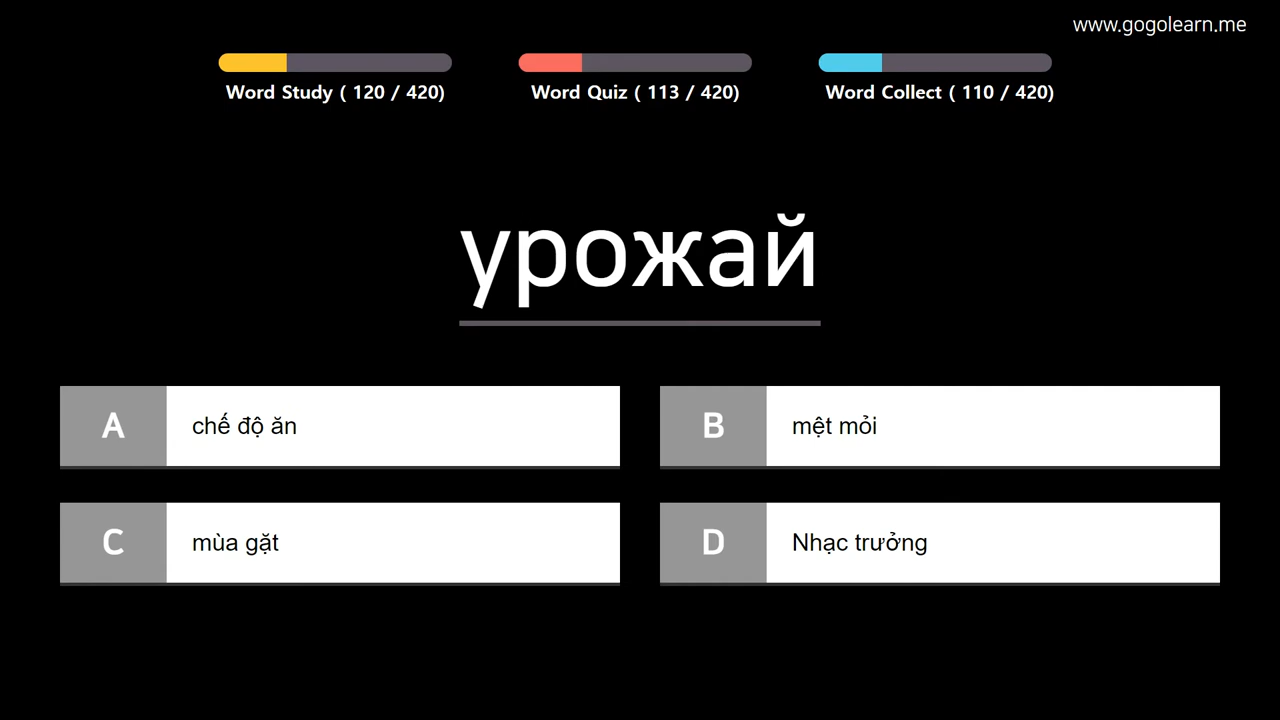 www.gogolearn.me
Word Study ( 120 / 420)
Word Quiz ( 113 / 420)
Word Collect ( 110 / 420)
урожай
A chế độ ăn
B mệt mỏi
C mùa gặt
D Nhạc trưởng